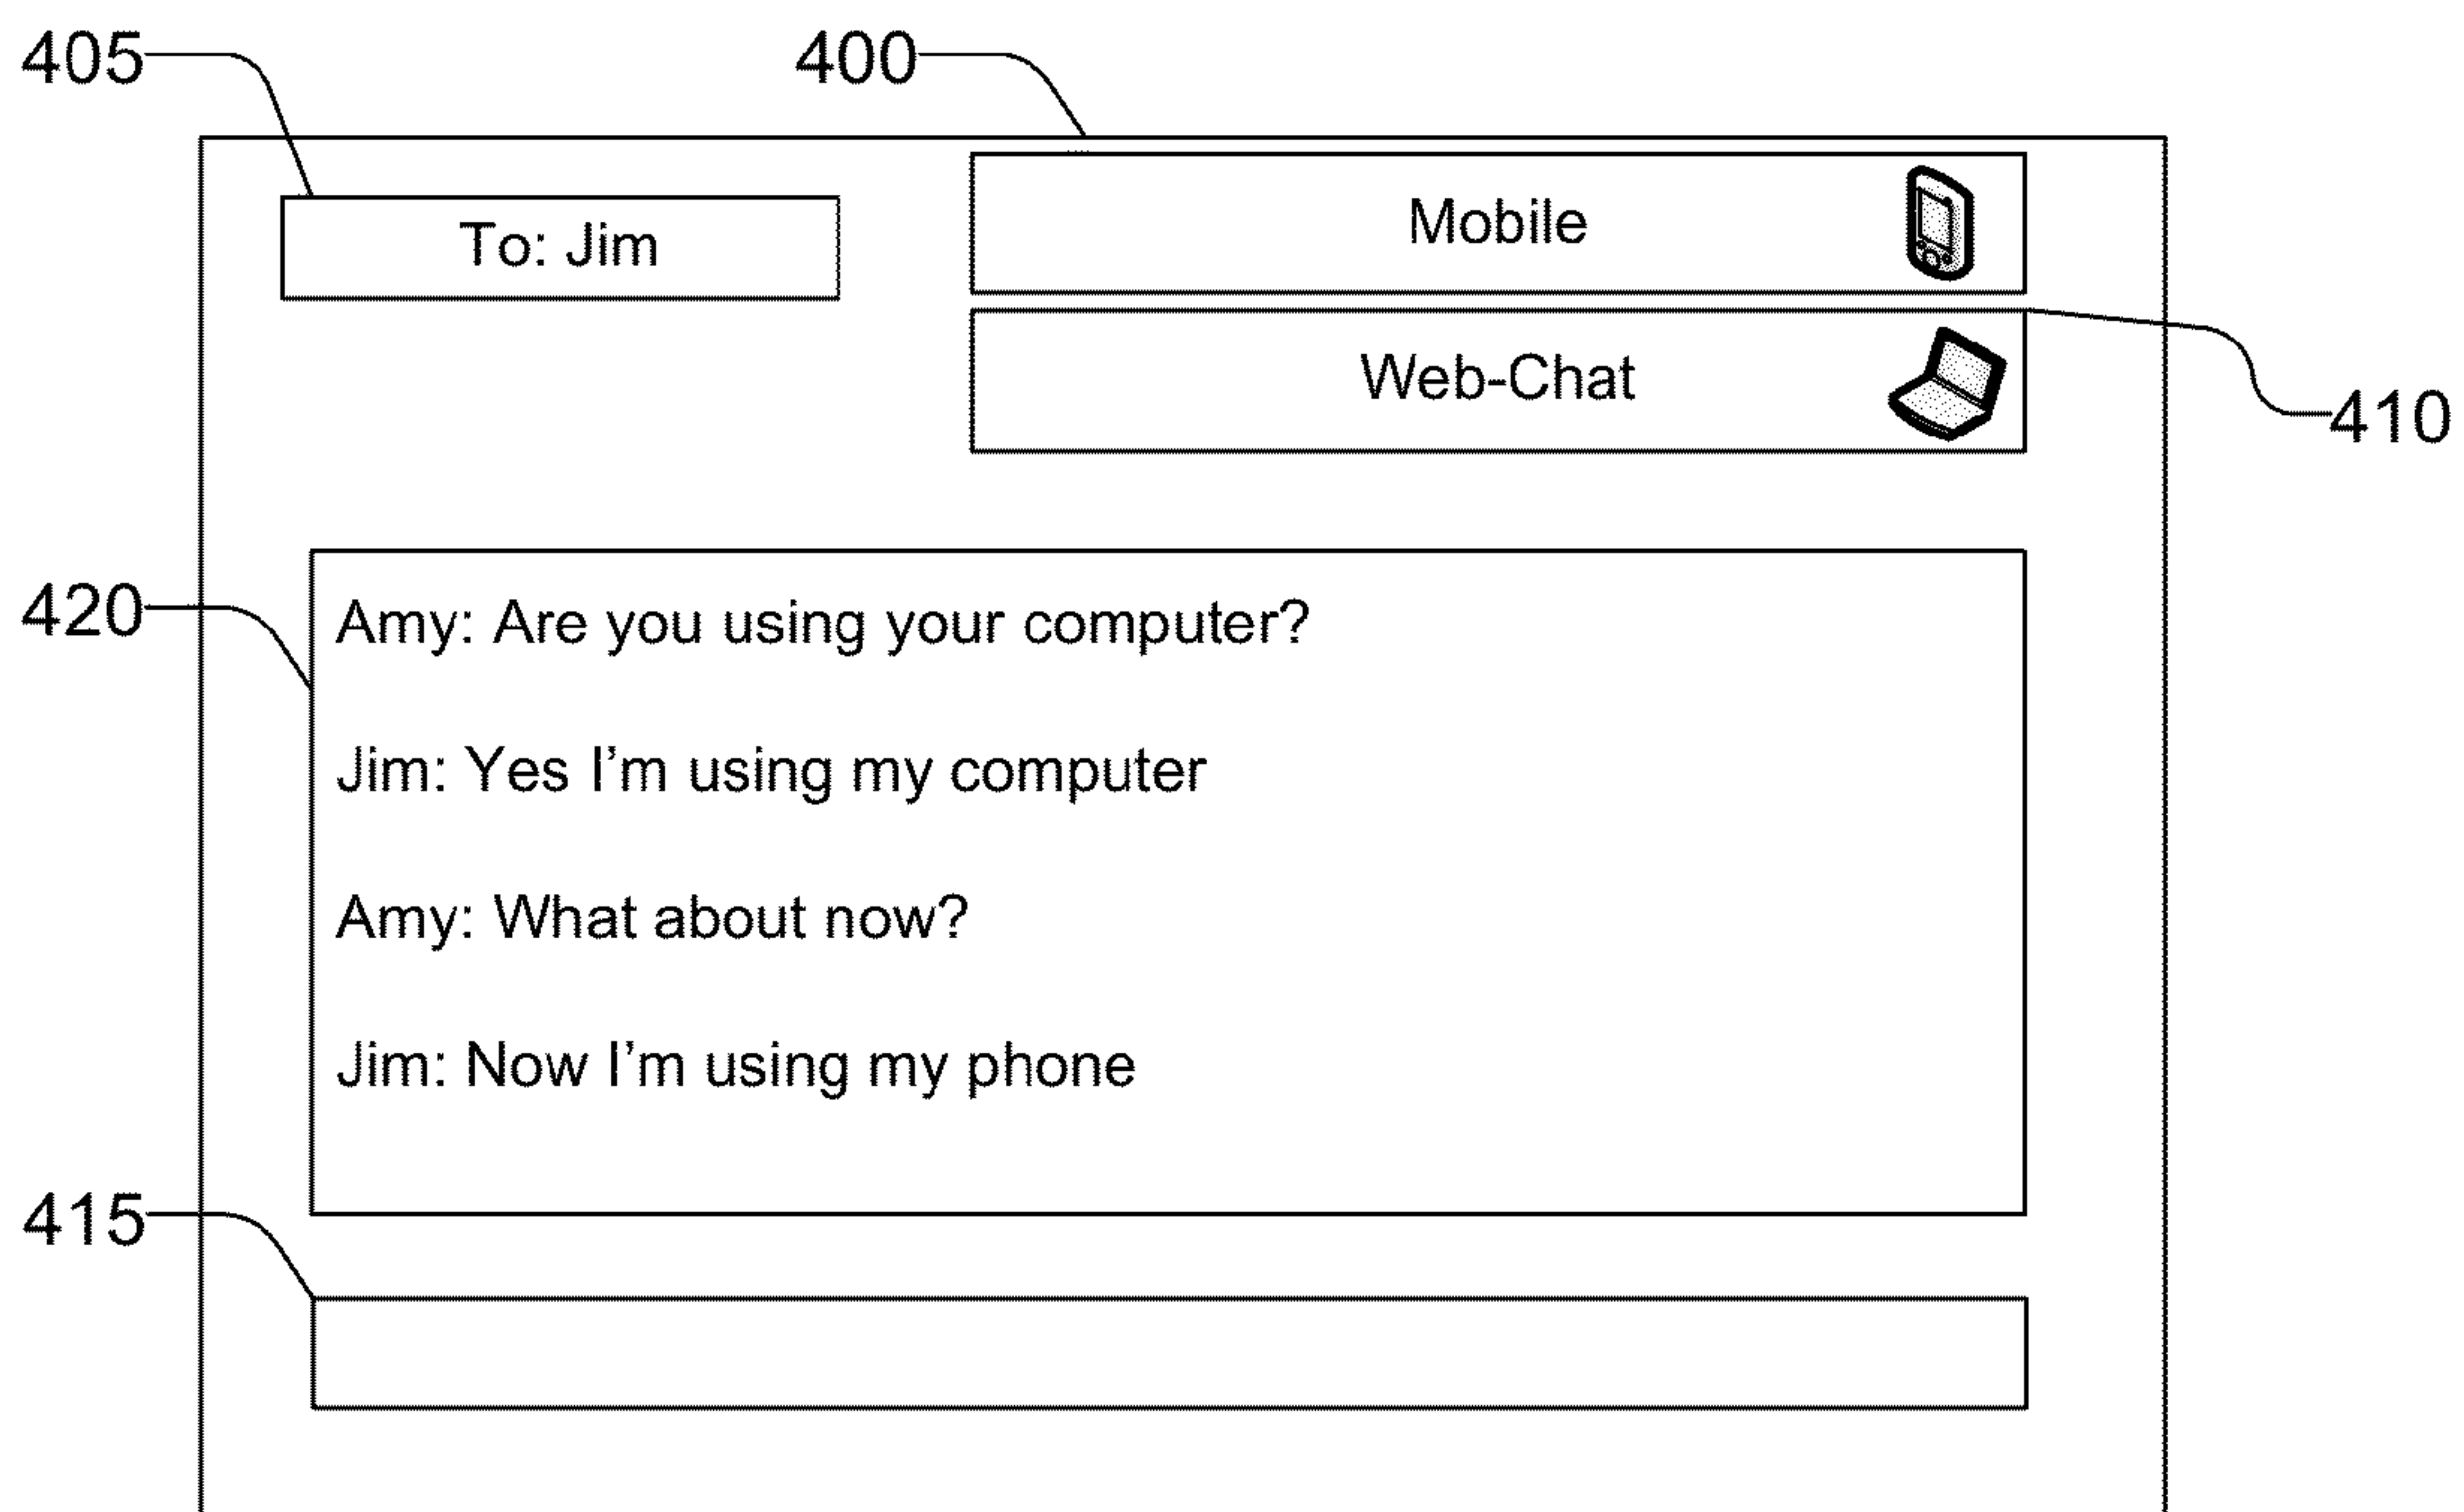 405
400
To: Jim
Mobile
Web-Chat
410
420
Amy: Are you using your computer?
Jim: Yes I'm using my computer
Amy: What about now?
Jim: Now I'm using my phone
415